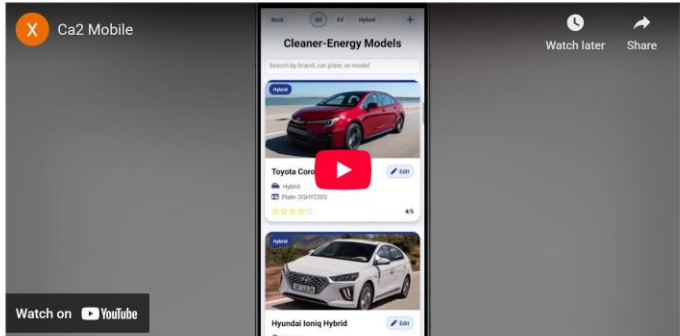 X
Ca2 Mobile
Watch later
Share
Back
All
EV
Hybrid
+
Cleaner-Energy Models
Search by brand, car plate, or model
Hybrid
Toyota Coro
Edit
Hybrid
Plate: SGHY2203
4/5
Hybrid
Hyundai Ioniq Hybrid
Edit
Watch on YouTube